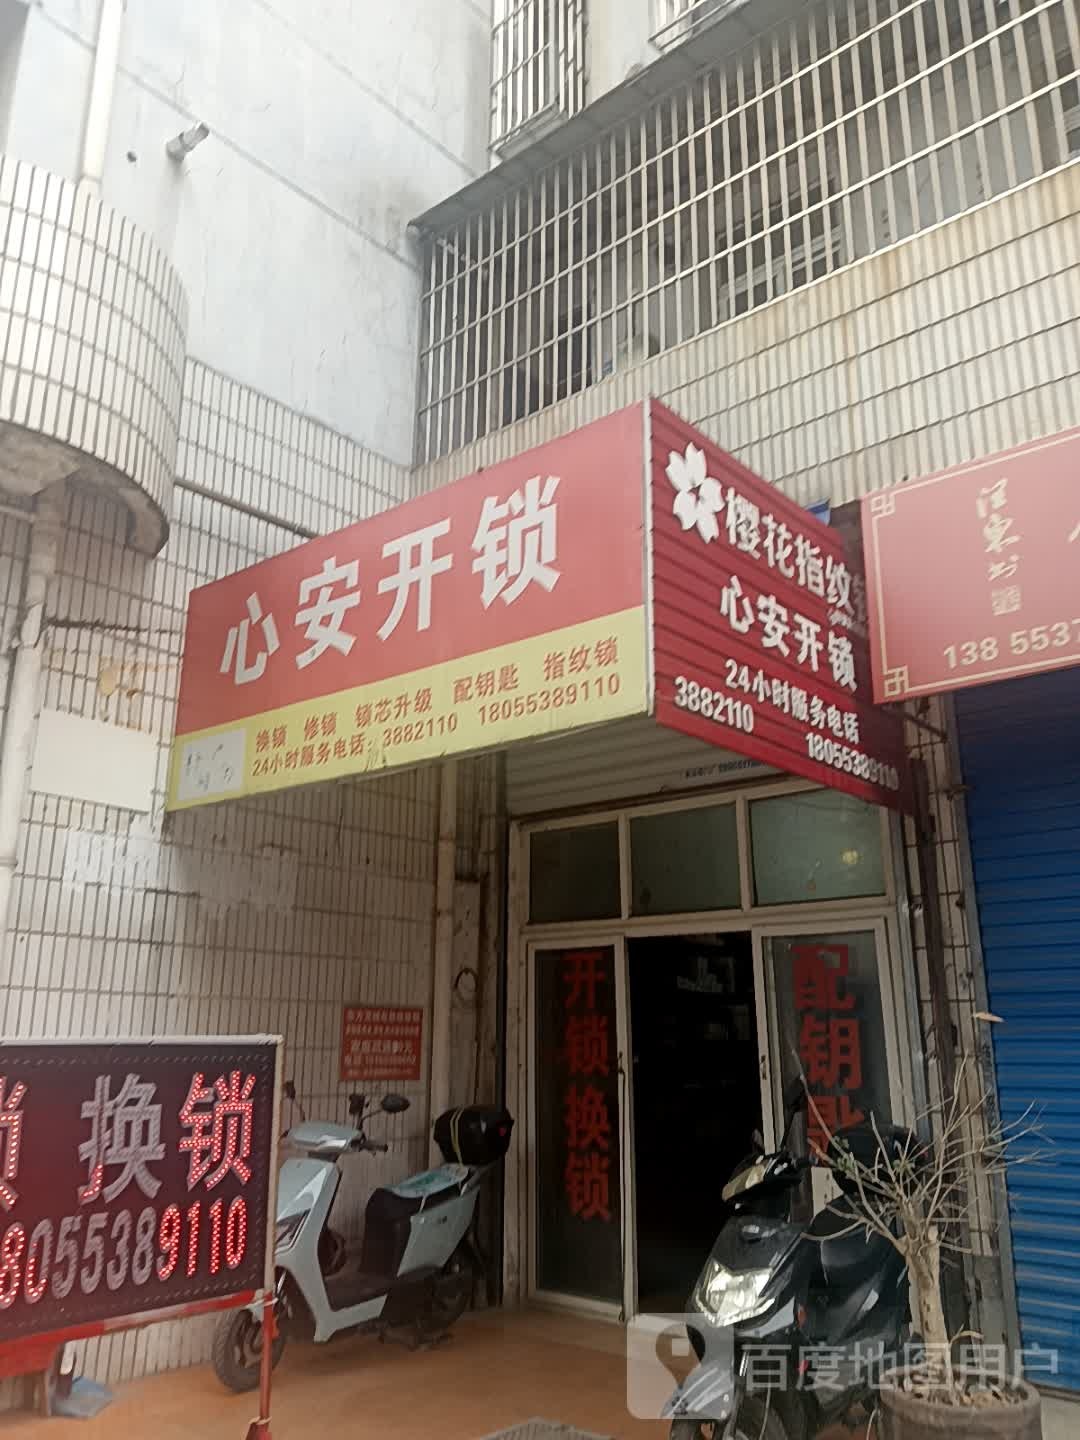 心安开锁
换锁 修锁 锁芯升级 配钥匙 指纹锁
24小时服务电话：3882110 18055389110
樱花指纹锁
心安开锁
24小时服务电话
3882110
18055389110
138 5537
开锁换锁
配钥匙
锁 换锁
8055389110
百度地图用户